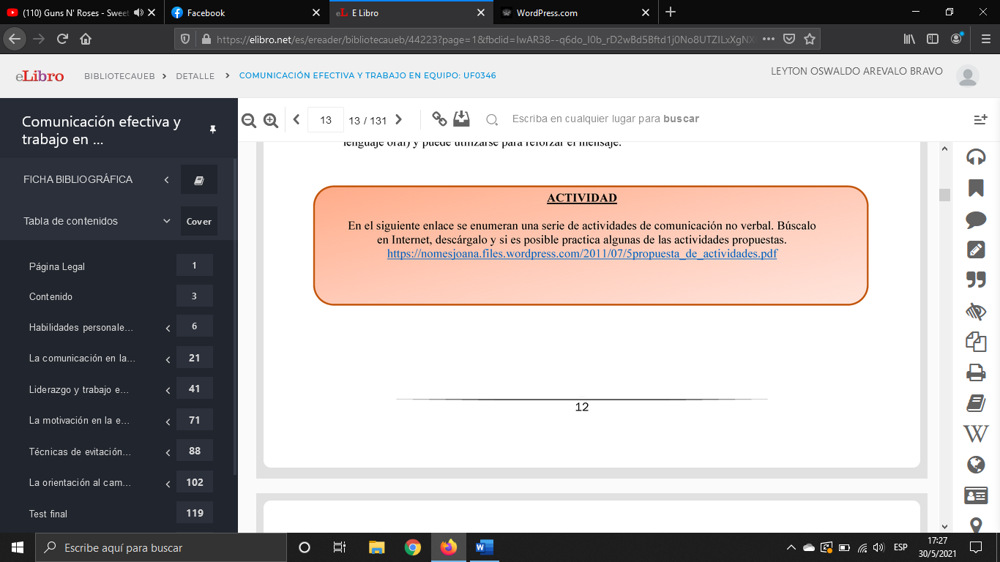 (110) Guns N' Roses - Sweet
Facebook
eL E Libro
WordPress.com
https://elibro.net/es/ereader/bibliotecaueb/44223?page=1&fbclid=IwAR38--q6do_I0b_rD2wBd5Bftd1j0No8UTZILxXgNX
eLibro
BIBLIOTECAUEB > DETALLE > COMUNICACIÓN EFECTIVA Y TRABAJO EN EQUIPO: UF0346
LEYTON OSWALDO AREVALO BRAVO
Comunicación efectiva y
trabajo en ...
13 13 / 131
Escriba en cualquier lugar para buscar
FICHA BIBLIOGRÁFICA
Tabla de contenidos Cover
Página Legal 1
Contenido 3
Habilidades personale... 6
La comunicación en la... 21
Liderazgo y trabajo e... 41
La motivación en la e... 71
Técnicas de evitación... 88
La orientación al cam... 102
Test final 119
lenguaje oral) y puede utilizarse para reforzar el mensaje.
ACTIVIDAD
En el siguiente enlace se enumeran una serie de actividades de comunicación no verbal. Búscalo
en Internet, descárgalo y si es posible practica algunas de las actividades propuestas.
https://nomesjoana.files.wordpress.com/2011/07/5propuesta_de_actividades.pdf
12
W
Escribe aquí para buscar
ESP
17:27
30/5/2021